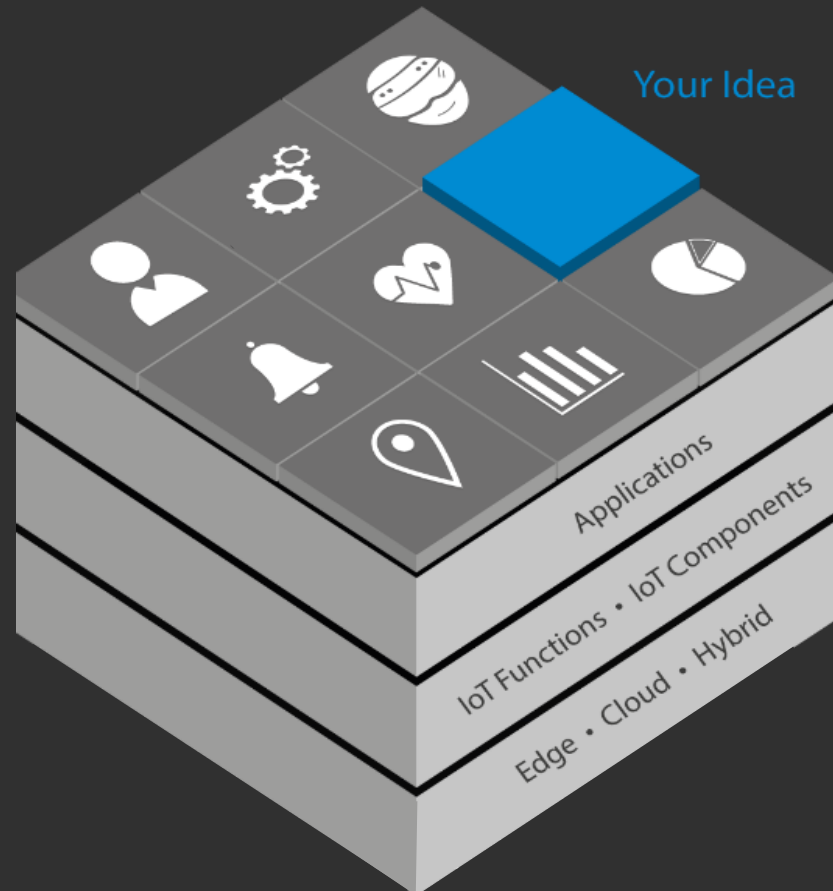 Your Idea
Applications
IoT Functions • IoT Components
Edge • Cloud • Hybrid